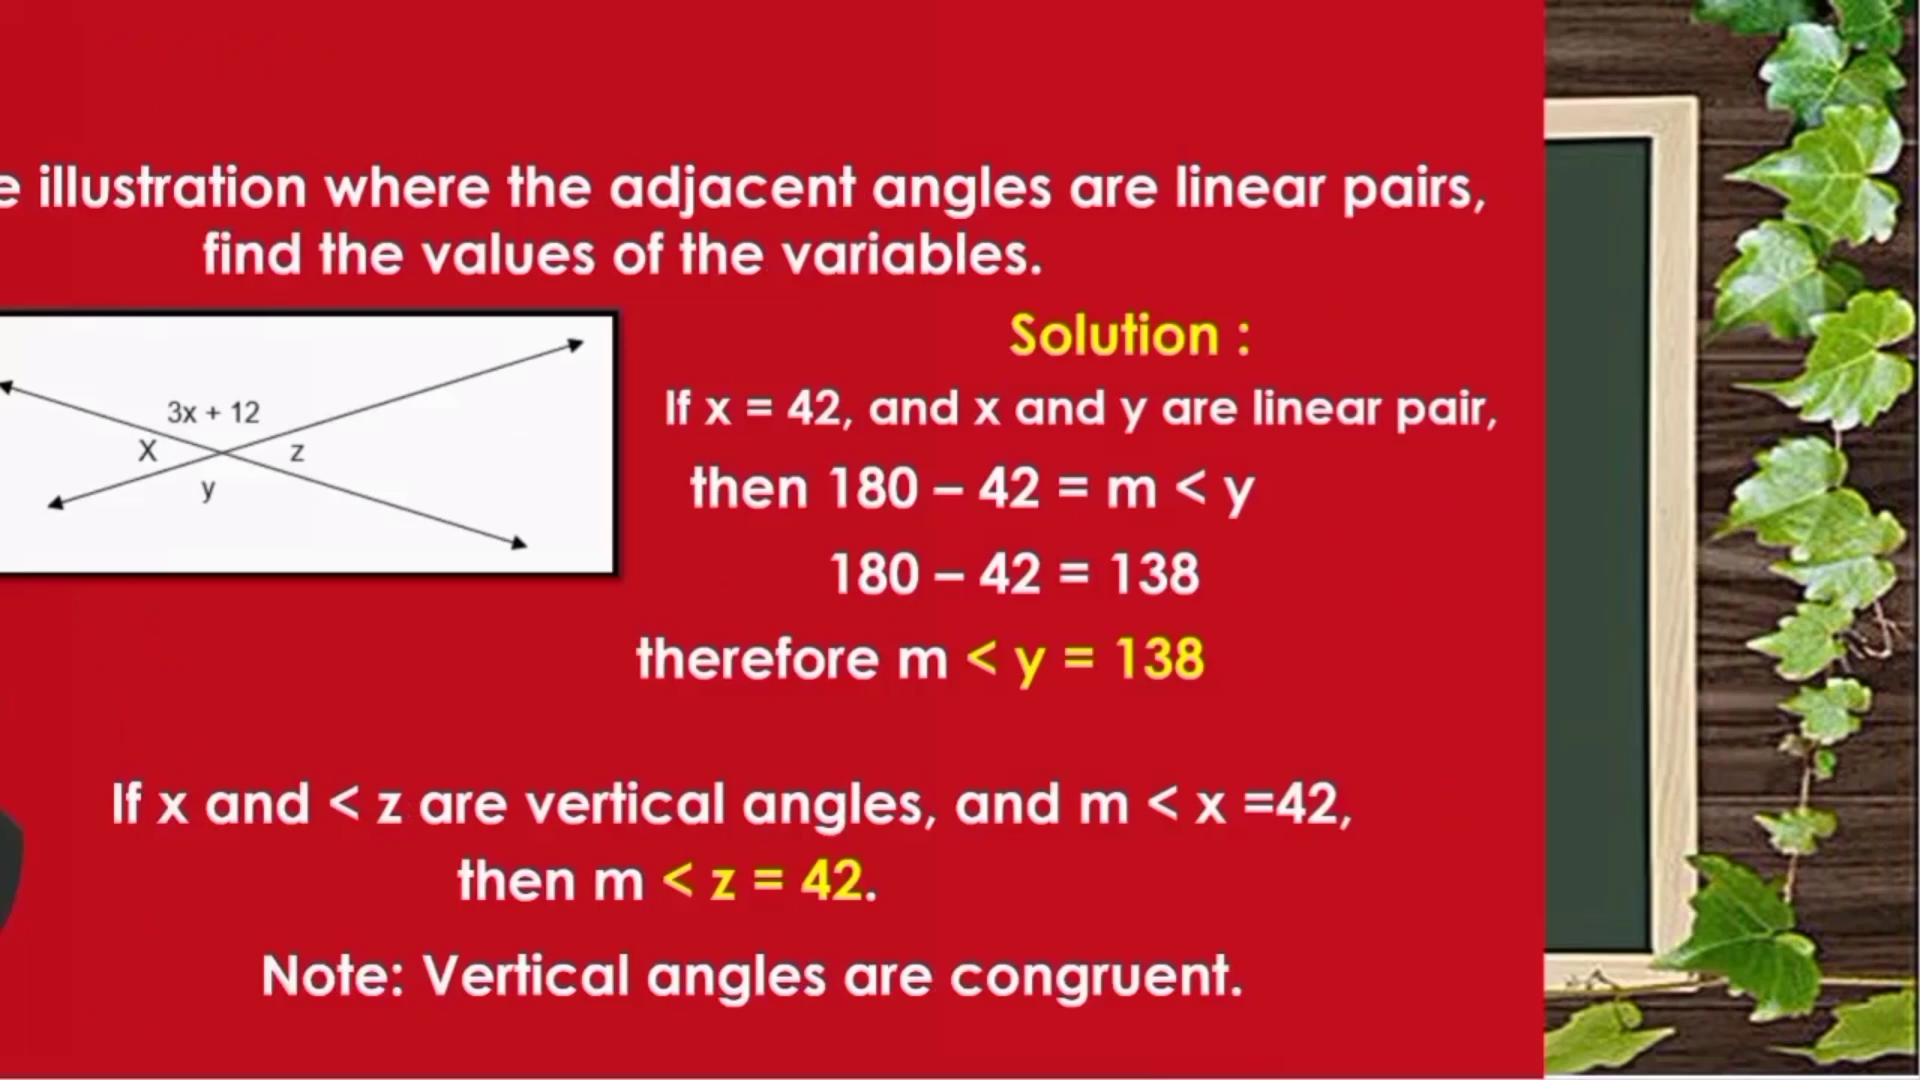 e illustration where the adjacent angles are linear pairs,
find the values of the variables.
3x + 12
X
z
y
Solution :
If x = 42, and x and y are linear pair,
then 180 – 42 = m < y
180 – 42 = 138
therefore m < y = 138
If x and < z are vertical angles, and m < x =42,
then m < z = 42.
Note: Vertical angles are congruent.